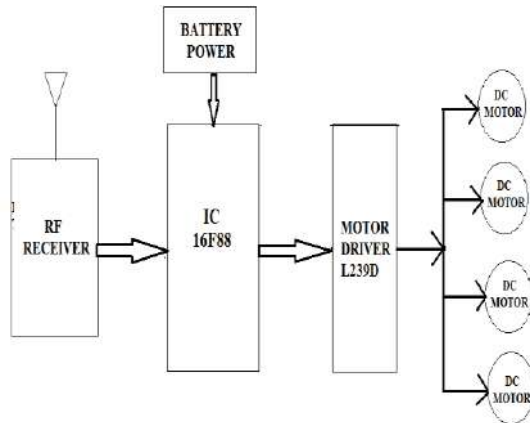 BATTERY
POWER
RF
RECEIVER
IC
16F88
MOTOR
DRIVER
L239D
DC
MOTOR
DC
MOTOR
DC
MOTOR
DC
MOTOR